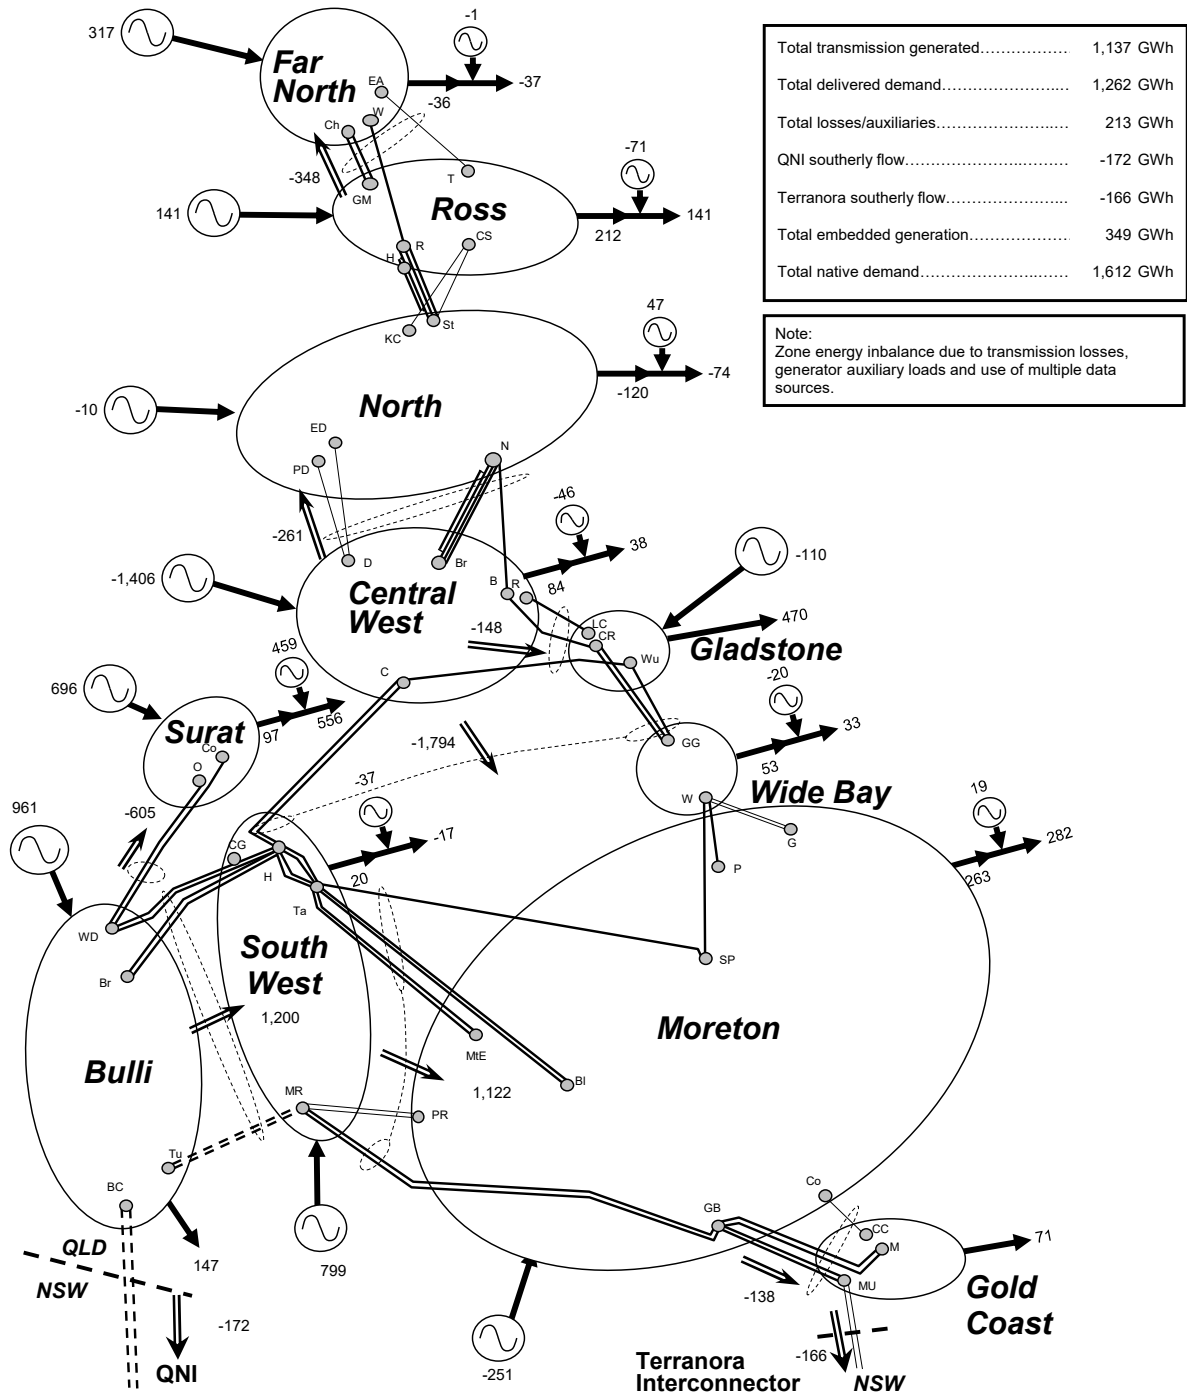 317
-1
Far
North
EA
W
Ch
-36
-37
-348
GM
T
-71
141
Ross
212
141
CS
R
H
St
KC
47
-10
North
-120
-74
ED
PD
N
-261
-46
38
84
-110
-1,406
D
Br
B
R
Central
West
-148
LC
CR
Wu
470
Gladstone
C
459
696
Surat
Co
O
97
556
-1,794
GG
-20
33
53
W
Wide Bay
G
P
-37
-17
20
961
-605
CG
H
Ta
19
282
263
WD
Br
South
West
1,200
SP
Moreton
Bulli
MtE
BI
1,122
MR
PR
Tu
BC
QLD
NSW
147
799
-172
QNI
-251
GB
Co
CC
M
MU
71
-138
Gold
Coast
-166
Terranora
Interconnector
NSW
Total transmission generated................. 1,137 GWh
Total delivered demand..................... 1,262 GWh
Total losses/auxiliaries........................ 213 GWh
QNI southerly flow........................... -172 GWh
Terranora southerly flow..................... -166 GWh
Total embedded generation.................. 349 GWh
Total native demand........................... 1,612 GWh
Note:
Zone energy inbalance due to transmission losses,
generator auxiliary loads and use of multiple data
sources.